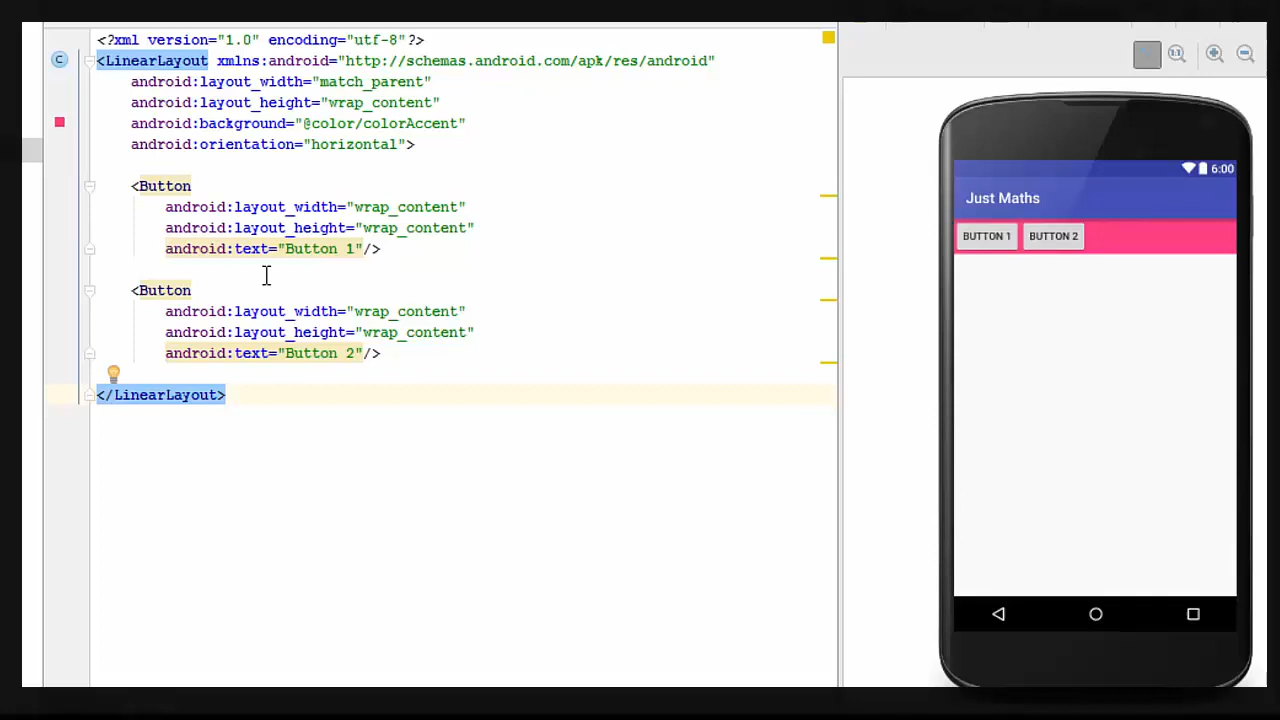 <?xml version="1.0" encoding="utf-8"?>
<LinearLayout xmlns:android="http://schemas.android.com/apk/res/android"
android:layout_width="match_parent"
android:layout_height="wrap_content"
android:background="@color/colorAccent"
android:orientation="horizontal">
<Button
android:layout_width="wrap_content"
android:layout_height="wrap_content"
android:text="Button 1"/>
<Button
android:layout_width="wrap_content"
android:layout_height="wrap_content"
android:text="Button 2"/>
</LinearLayout>
C
1:1
6:00
Just Maths
BUTTON 1 BUTTON 2